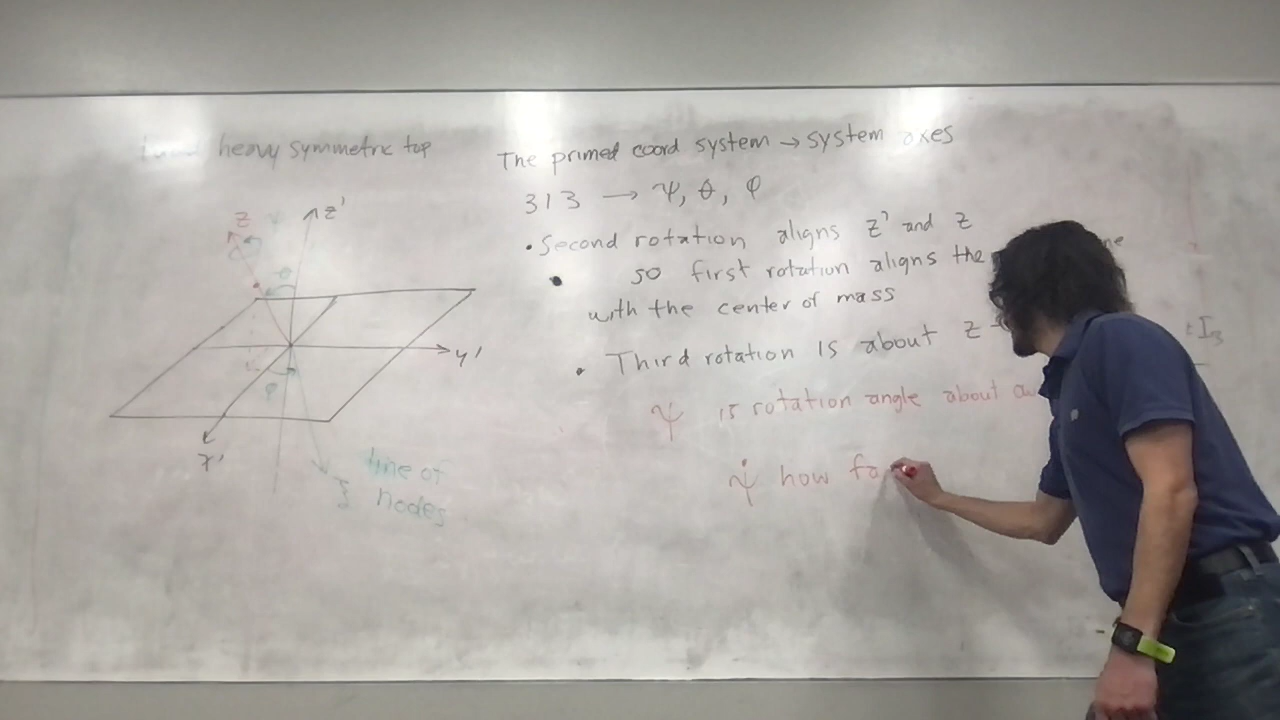 heavy symmetric top
The primed coord system → system axes
313 → ψ, θ, φ
• Second rotation aligns z' and z
• so first rotation aligns the
with the center of mass
• Third rotation is about z
ψ is rotation angle about
ψ̇ how fa
z
z'
θ
y'
φ
x'
line of
nodes
ξ
I₃